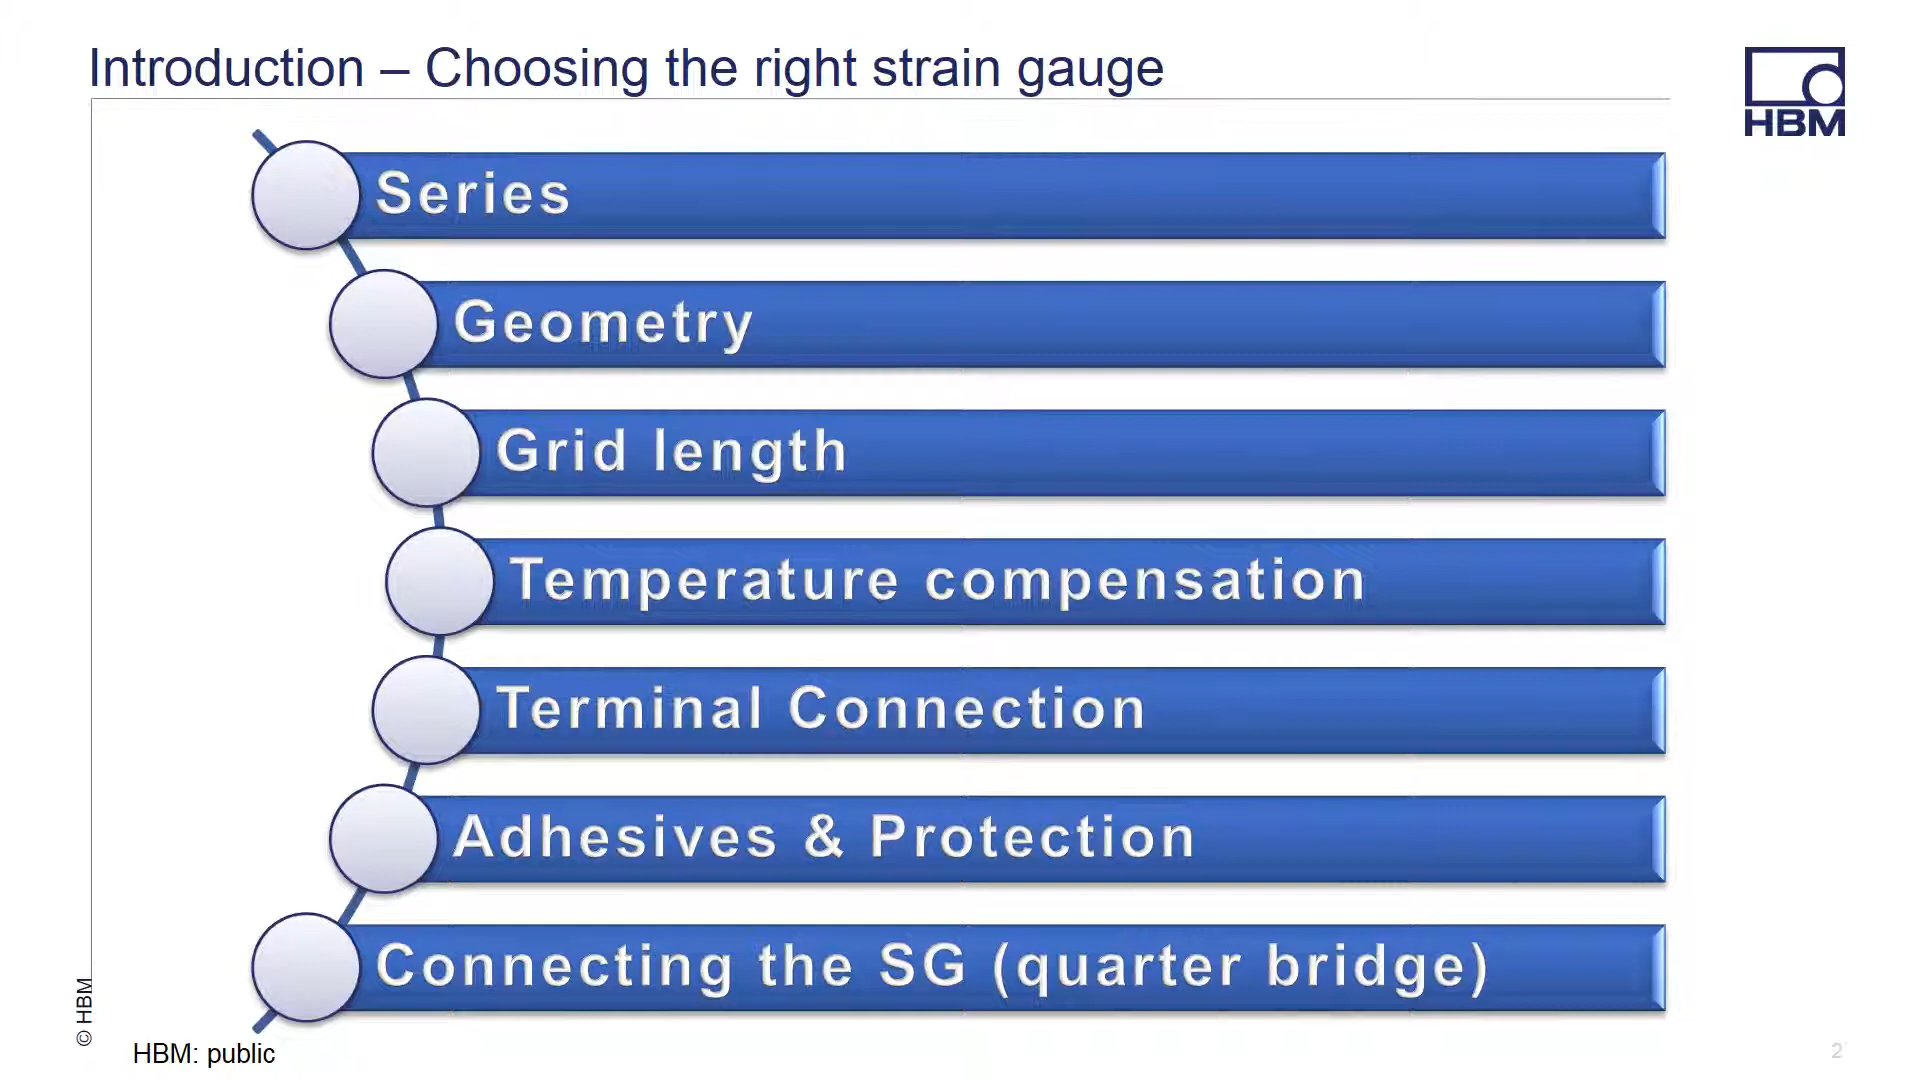 Introduction – Choosing the right strain gauge
HBM
Series
Geometry
Grid length
Temperature compensation
Terminal Connection
Adhesives & Protection
Connecting the SG (quarter bridge)
© HBM
HBM: public
2